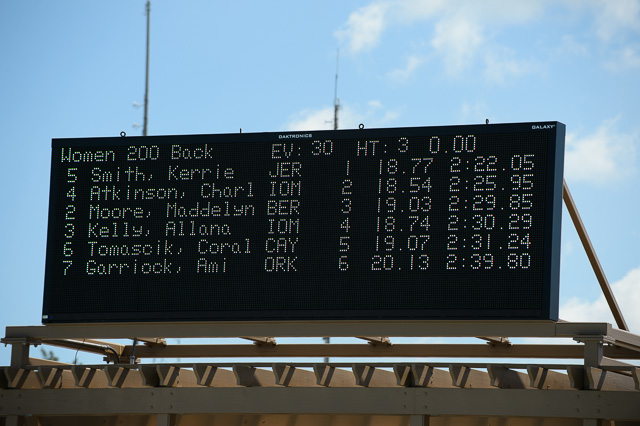 DAKTRONICS
GALAXY
Women 200 Back EV: 30 HT: 3 0.00
5 Smith, Kerrie JER 1 18.77 2:22.05
4 Atkinson, Charl IOM 2 18.54 2:25.95
2 Moore, Maddelyn BER 3 19.03 2:29.85
3 Kelly, Allana IOM 4 18.74 2:30.29
6 Tomascik, Coral CAY 5 19.07 2:31.24
7 Garriock, Ami ORK 6 20.13 2:39.80